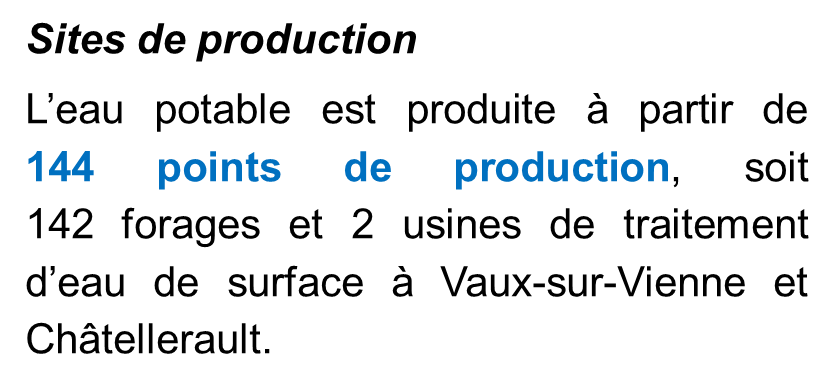 Sites de production
L’eau potable est produite à partir de
144 points de production, soit
142 forages et 2 usines de traitement
d’eau de surface à Vaux-sur-Vienne et
Châtellerault.